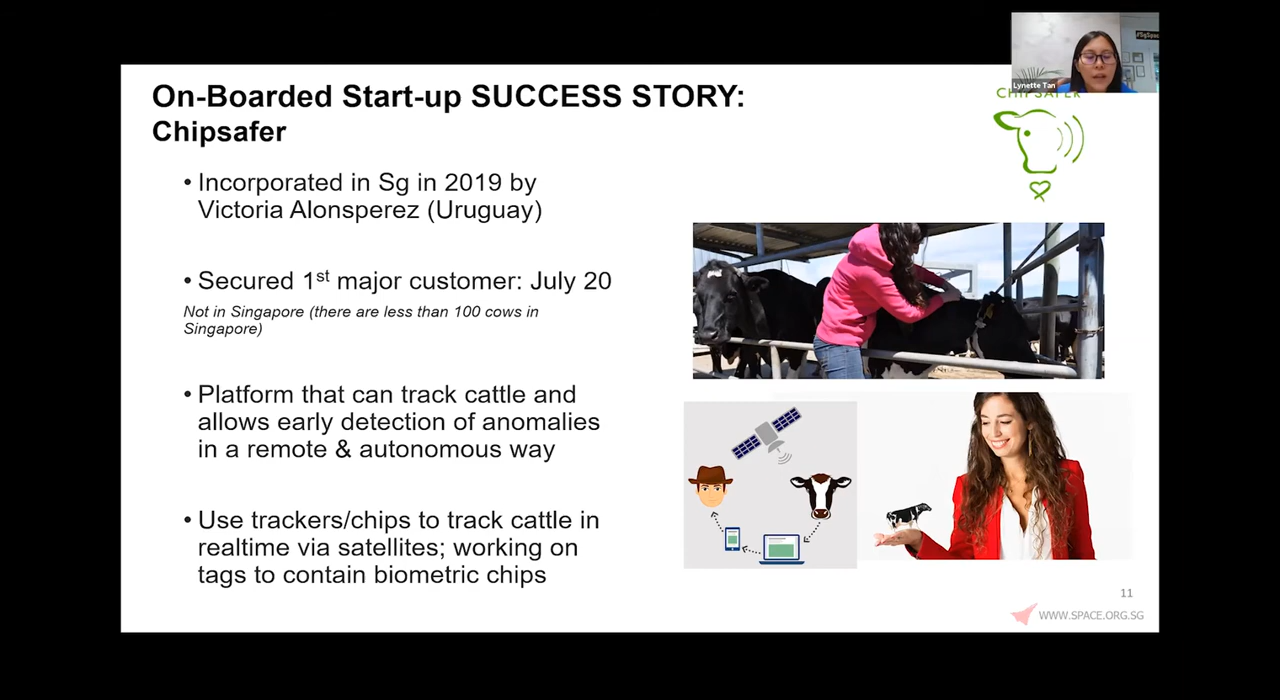 On-Boarded Start-up SUCCESS STORY:
Chipsafer
• Incorporated in Sg in 2019 by
Victoria Alonsperez (Uruguay)
• Secured 1st major customer: July 20
Not in Singapore (there are less than 100 cows in
Singapore)
• Platform that can track cattle and
allows early detection of anomalies
in a remote & autonomous way
• Use trackers/chips to track cattle in
realtime via satellites; working on
tags to contain biometric chips
#SgSpac
Lynette Tan
CHIPSAFER
11
WWW.SPACE.ORG.SG